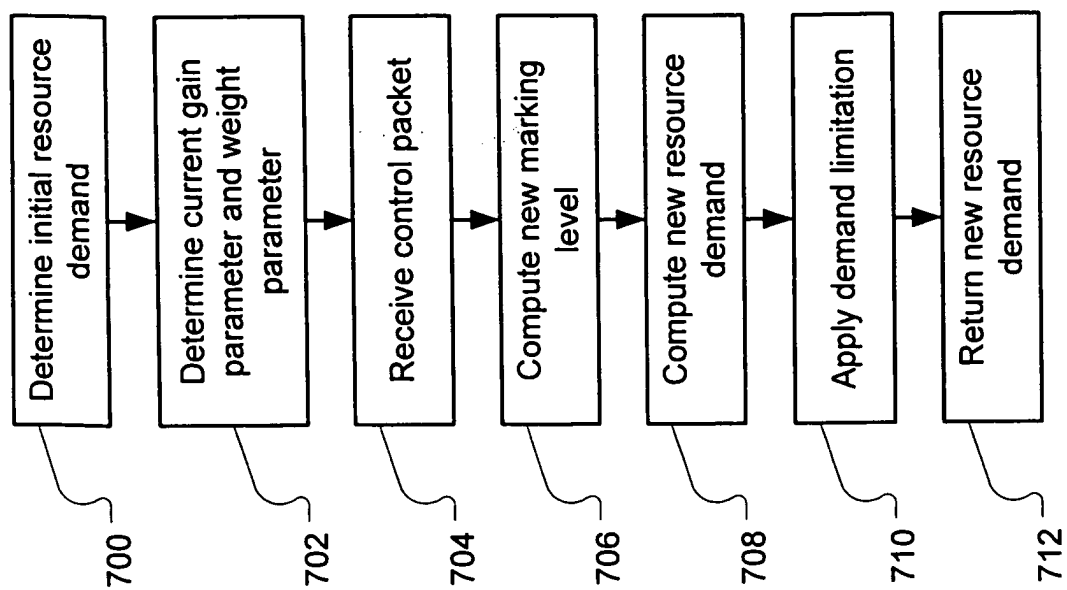 Determine initial resource
demand
700
Determine current gain
parameter and weight
parameter
702
Receive control packet
704
Compute new marking
level
706
Compute new resource
demand
708
Apply demand limitation
710
Return new resource
demand
712